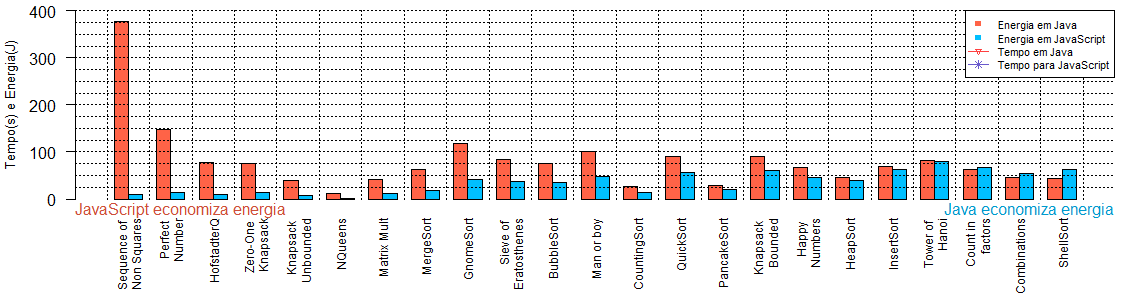 Tempo(s) e Energia(J)
400
300
200
100
0
Energia em Java
Energia em JavaScript
Tempo em Java
Tempo para JavaScript
JavaScript economiza energia
Java economiza energia
Sequence of
Non Squares
Perfect
Number
HofstadterQ
Zero-One
Knapsack
Knapsack
Unbounded
NQueens
Matrix Mult
MergeSort
GnomeSort
Sieve of
Eratosthenes
BubbleSort
Man or boy
CountingSort
QuickSort
PancakeSort
Knapsack
Bounded
Happy
Numbers
HeapSort
InsertSort
Tower of
Hanoi
Count in
factors
Combinations
ShellSort